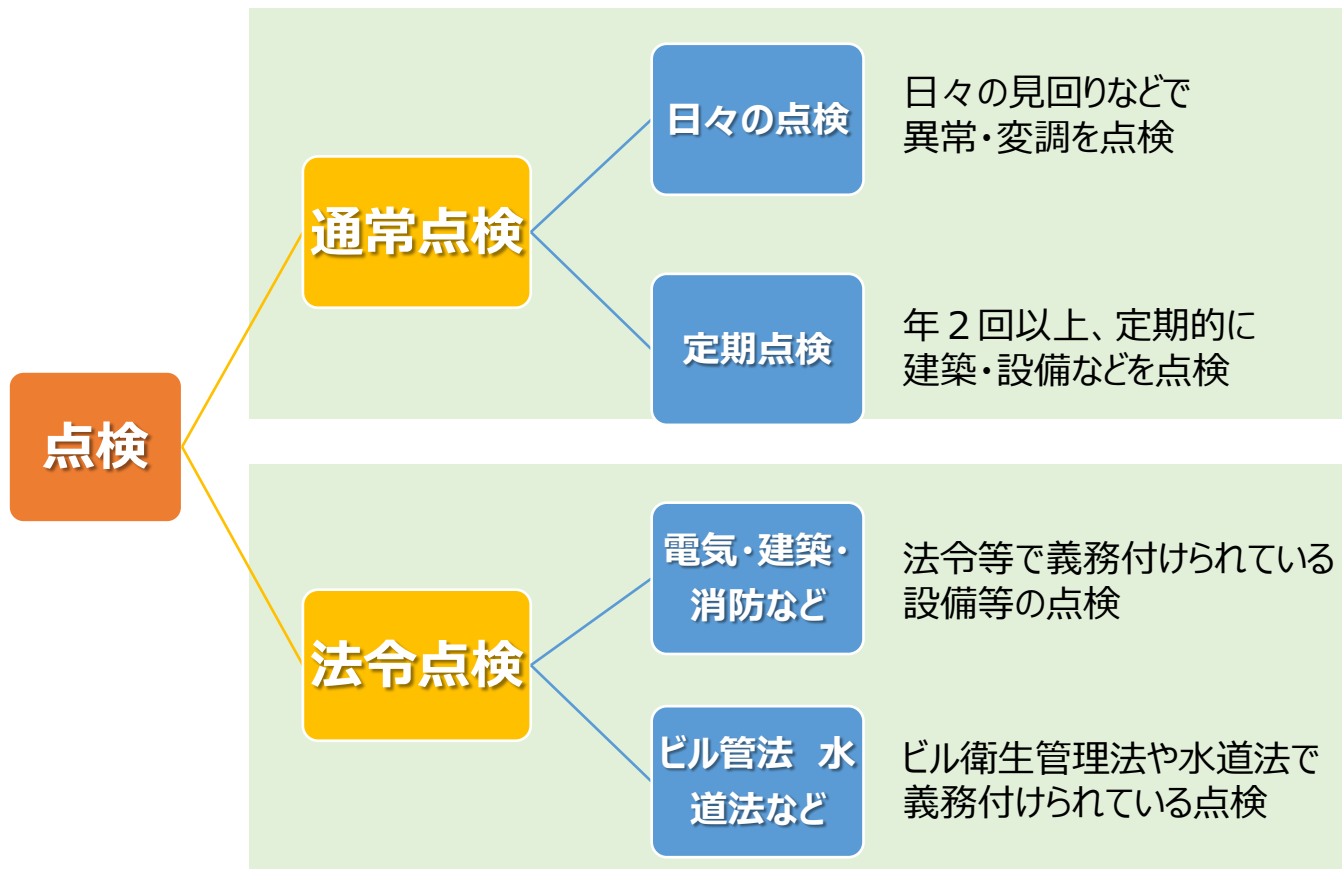 点検
通常点検
日々の点検
日々の見回りなどで
異常・変調を点検
定期点検
年２回以上、定期的に
建築・設備などを点検
法令点検
電気・建築・
消防など
法令等で義務付けられている
設備等の点検
ビル管法　水
道法など
ビル衛生管理法や水道法で
義務付けられている点検